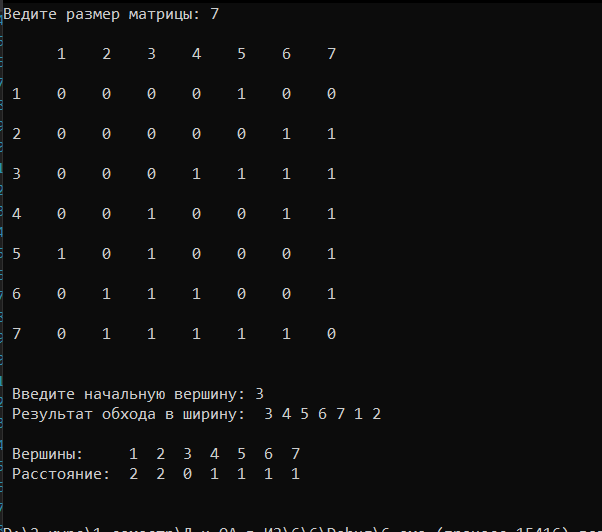 Ведите размер матрицы: 7
1 2 3 4 5 6 7
1 0 0 0 0 1 0 0
2 0 0 0 0 0 1 1
3 0 0 0 1 1 1 1
4 0 0 1 0 0 1 1
5 1 0 1 0 0 0 1
6 0 1 1 1 0 0 1
7 0 1 1 1 1 1 0
Введите начальную вершину: 3
Результат обхода в ширину: 3 4 5 6 7 1 2
Вершины: 1 2 3 4 5 6 7
Расстояние: 2 2 0 1 1 1 1